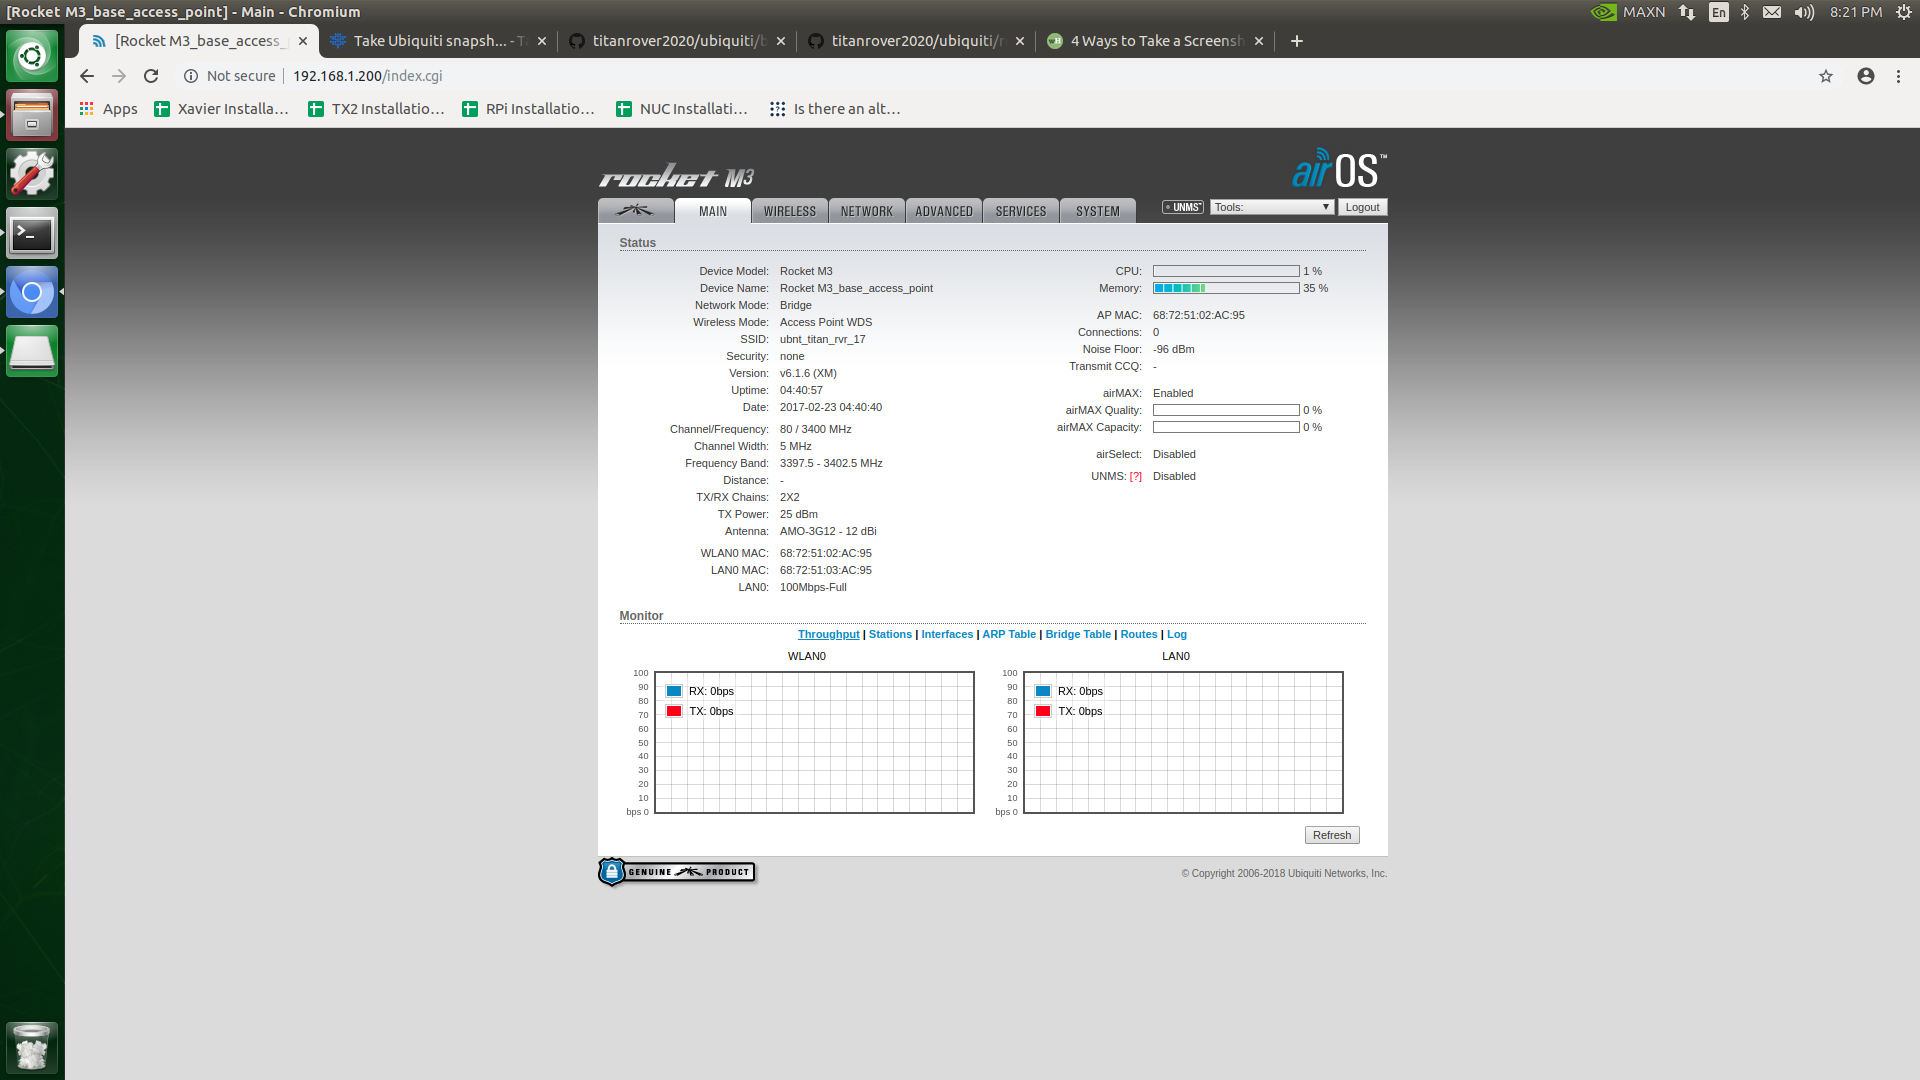 [Rocket M3_base_access_point] - Main - Chromium
MAXN
En
8:21 PM
[Rocket M3_base_access_
Take Ubiquiti snapsh... - T
titanrover2020/ubiquiti/b
titanrover2020/ubiquiti/r
4 Ways to Take a Screensh
Not secure
192.168.1.200/index.cgi
Apps
Xavier Installa...
TX2 Installatio...
RPi Installatio...
NUC Installati...
Is there an alt...
rocket M3
airOS™
MAIN
WIRELESS
NETWORK
ADVANCED
SERVICES
SYSTEM
UNMS
Tools:
Logout
Status
Device Model: Rocket M3
Device Name: Rocket M3_base_access_point
Network Mode: Bridge
Wireless Mode: Access Point WDS
SSID: ubnt_titan_rvr_17
Security: none
Version: v6.1.6 (XM)
Uptime: 04:40:57
Date: 2017-02-23 04:40:40
Channel/Frequency: 80 / 3400 MHz
Channel Width: 5 MHz
Frequency Band: 3397.5 - 3402.5 MHz
Distance: -
TX/RX Chains: 2X2
TX Power: 25 dBm
Antenna: AMO-3G12 - 12 dBi
WLAN0 MAC: 68:72:51:02:AC:95
LAN0 MAC: 68:72:51:03:AC:95
LAN0: 100Mbps-Full
CPU: 1 %
Memory: 35 %
AP MAC: 68:72:51:02:AC:95
Connections: 0
Noise Floor: -96 dBm
Transmit CCQ: -
airMAX: Enabled
airMAX Quality: 0 %
airMAX Capacity: 0 %
airSelect: Disabled
UNMS: [?] Disabled
Monitor
Throughput | Stations | Interfaces | ARP Table | Bridge Table | Routes | Log
WLAN0
100
90
80
70
60
50
40
30
20
10
bps 0
RX: 0bps
TX: 0bps
LAN0
100
90
80
70
60
50
40
30
20
10
bps 0
RX: 0bps
TX: 0bps
Refresh
GENUINE PRODUCT
© Copyright 2006-2018 Ubiquiti Networks, Inc.